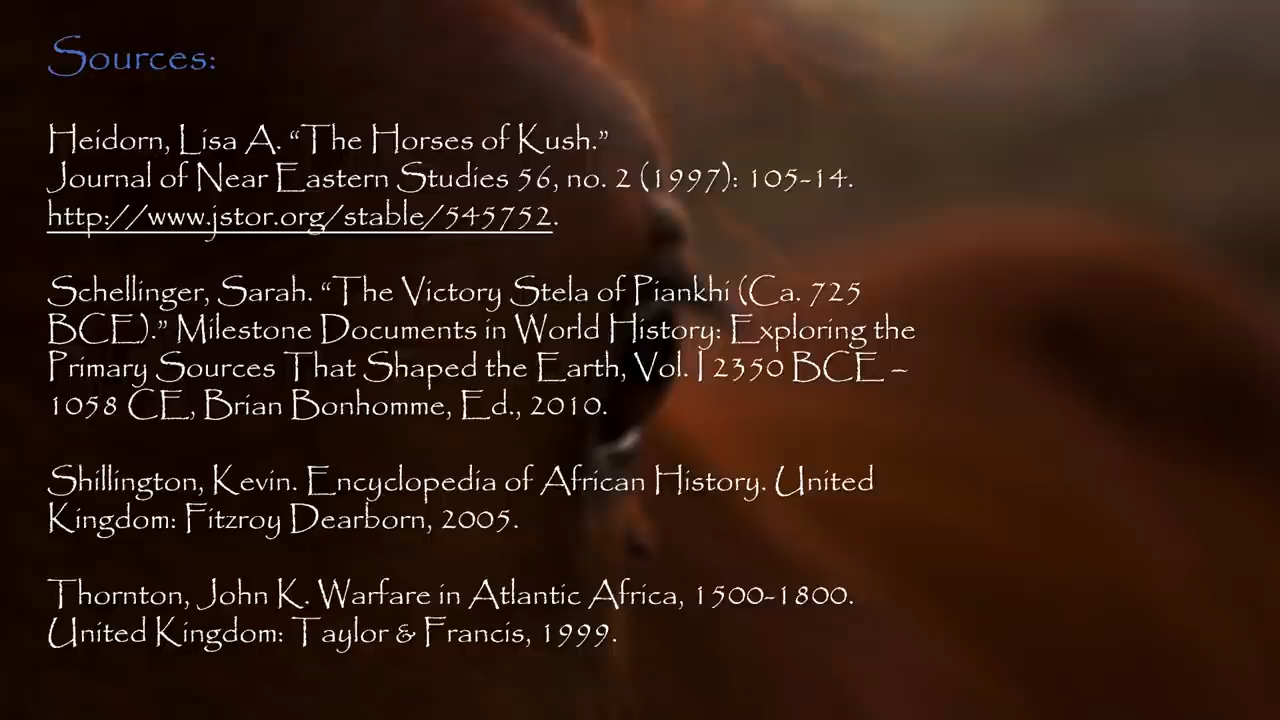 Sources:
Heidorn, Lisa A. “The Horses of Kush.”
Journal of Near Eastern Studies 56, no. 2 (1997): 105-14.
http://www.jstor.org/stable/545752.
Schellinger, Sarah. “The Victory Stela of Piankhi (Ca. 725
BCE).” Milestone Documents in World History: Exploring the
Primary Sources That Shaped the Earth, Vol. I 2350 BCE –
1058 CE, Brian Bonhomme, Ed., 2010.
Shillington, Kevin. Encyclopedia of African History. United
Kingdom: Fitzroy Dearborn, 2005.
Thornton, John K. Warfare in Atlantic Africa, 1500-1800.
United Kingdom: Taylor & Francis, 1999.